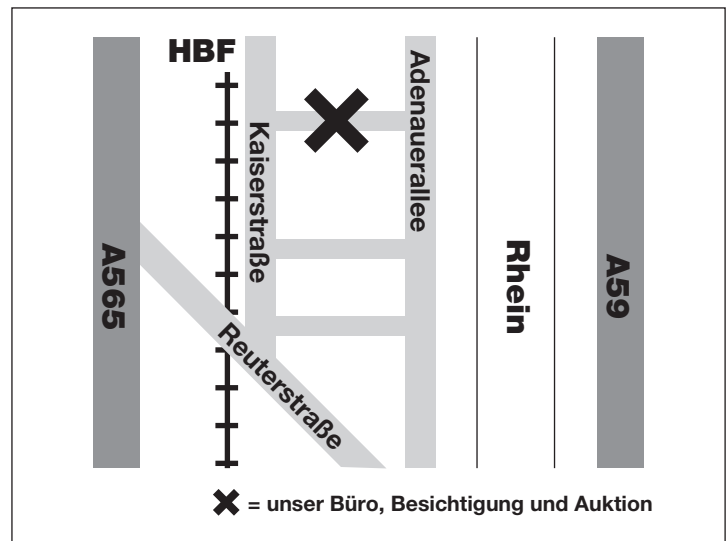 HBF
Kaiserstraße
Adenauerallee
A565
Reuterstraße
Rhein
A59
= unser Büro, Besichtigung und Auktion